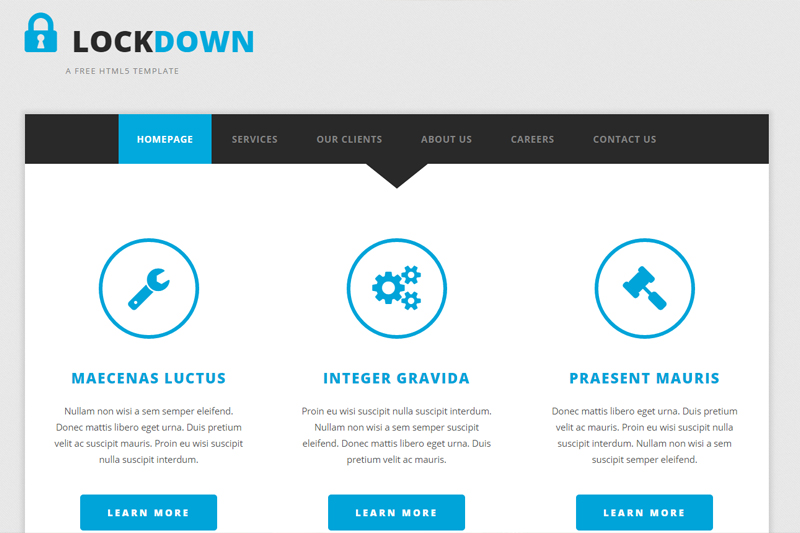 LOCKDOWN
A FREE HTML5 TEMPLATE
HOMEPAGE SERVICES OUR CLIENTS ABOUT US CAREERS CONTACT US
MAECENAS LUCTUS
Nullam non wisi a sem semper eleifend.
Donec mattis libero eget urna. Duis pretium
velit ac suscipit mauris. Proin eu wisi suscipit
nulla suscipit interdum.
LEARN MORE
INTEGER GRAVIDA
Proin eu wisi suscipit nulla suscipit interdum.
Nullam non wisi a sem semper suscipit
eleifend. Donec mattis libero eget urna. Duis
pretium velit ac mauris.
LEARN MORE
PRAESENT MAURIS
Donec mattis libero eget urna. Duis pretium
velit ac suscipit mauris. Proin eu wisi nulla
suscipit interdum. Nullam non wisi a sem
suscipit semper eleifend.
LEARN MORE